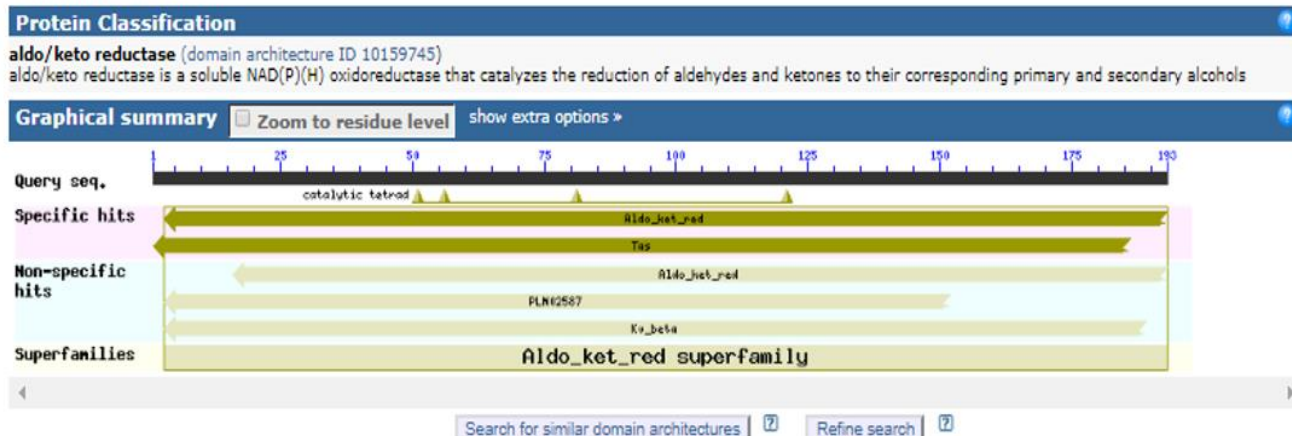 Protein Classification
aldo/keto reductase (domain architecture ID 10159745)
aldo/keto reductase is a soluble NAD(P)(H) oxidoreductase that catalyzes the reduction of aldehydes and ketones to their corresponding primary and secondary alcohols
Graphical summary Zoom to residue level show extra options »
1 25 50 75 100 125 150 175 193
Query seq.
catalytic tetrad
Specific hits Aldo_ket_red
Tas
Non-specific hits Aldo_ket_red
PLN02587
Kv_beta
Superfamilies Aldo_ket_red superfamily
Search for similar domain architectures ? Refine search ?